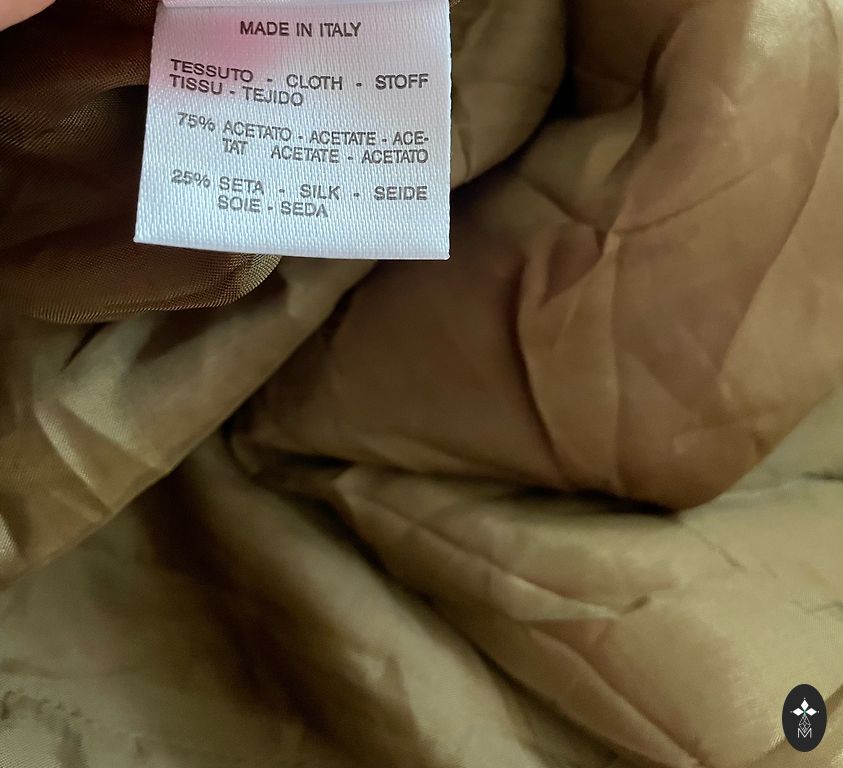 MADE IN ITALY
TESSUTO - CLOTH - STOFF
TISSU - TEJIDO
75% ACETATO - ACETATE - ACE-
TAT ACETATE - ACETATO
25% SETA - SILK - SEIDE
SOIE - SEDA
M